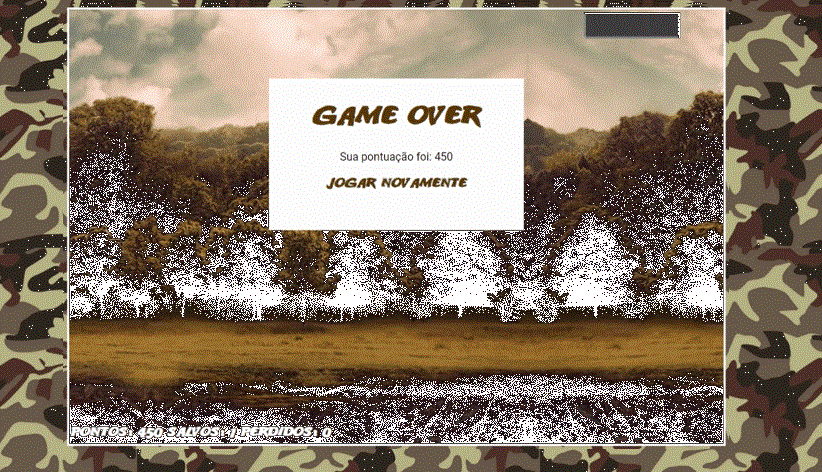 GAME OVER
Sua pontuação foi: 450
JOGAR NOVAMENTE
PONTOS: 450 SALVOS: 1 PERDIDOS: 0